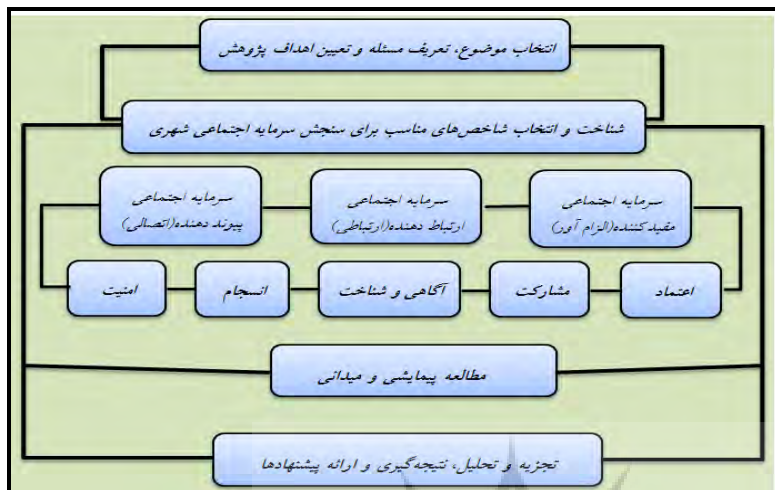 انتخاب موضوع، تعریف مسئله و تعیین اهداف پژوهش
شناخت و انتخاب شاخص‌های مناسب برای سنجش سرمایه اجتماعی شهری
سرمایه اجتماعی
مقیدکننده(الزام آور)
سرمایه اجتماعی
ارتباط دهنده(ارتباطی)
سرمایه اجتماعی
پیوند دهنده(اتصالی)
اعتماد
مشارکت
آگاهی و شناخت
انسجام
امنیت
مطالعه پیمایشی و میدانی
تجزیه و تحلیل، نتیجه‌گیری و ارائه پیشنهادها